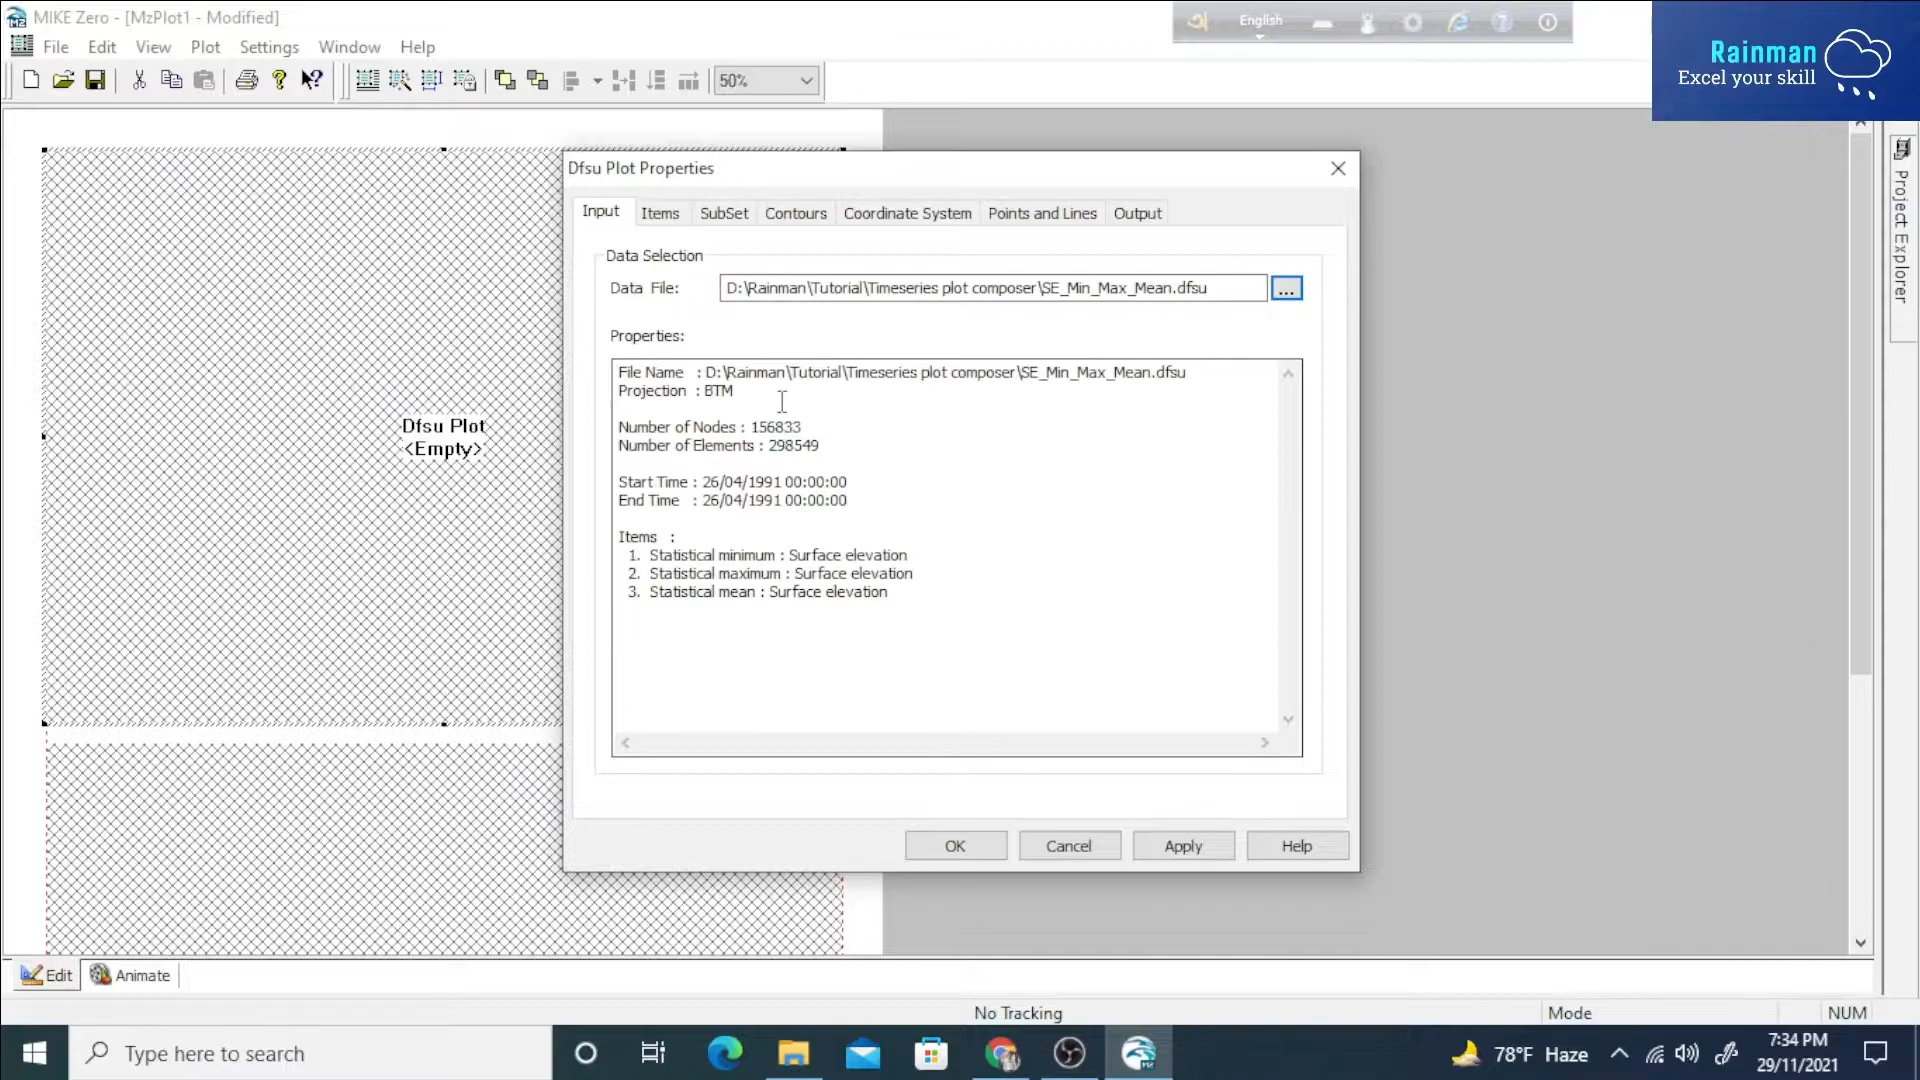 MIKE Zero - [MzPlot1 - Modified]
English
Rainman
Excel your skill
File Edit View Plot Settings Window Help
50%
Dfsu Plot Properties
Input Items SubSet Contours Coordinate System Points and Lines Output
Data Selection
Data File: D:\Rainman\Tutorial\Timeseries plot composer\SE_Min_Max_Mean.dfsu ...
Properties:
File Name : D:\Rainman\Tutorial\Timeseries plot composer\SE_Min_Max_Mean.dfsu
Projection : BTM
Number of Nodes : 156833
Number of Elements : 298549
Start Time : 26/04/1991 00:00:00
End Time : 26/04/1991 00:00:00
Items :
1. Statistical minimum : Surface elevation
2. Statistical maximum : Surface elevation
3. Statistical mean : Surface elevation
OK Cancel Apply Help
Dfsu Plot
<Empty>
Project Explorer
Edit Animate
No Tracking Mode NUM
Type here to search
78°F Haze
7:34 PM
29/11/2021